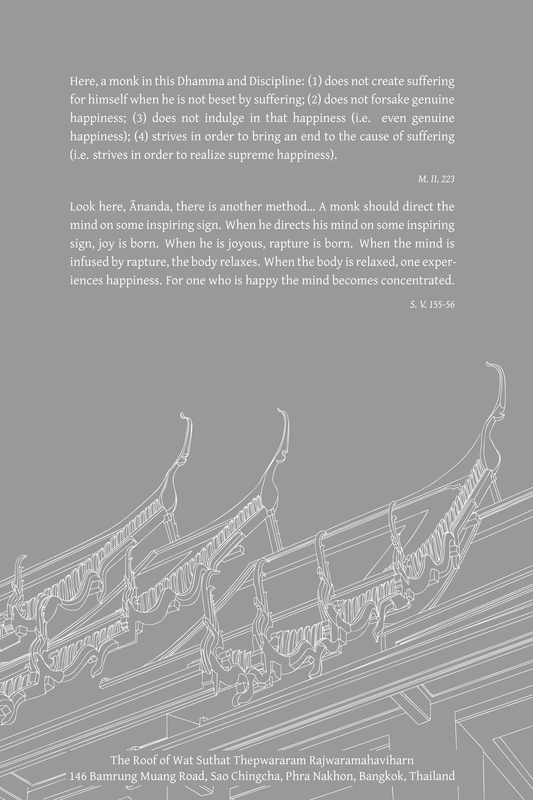 Here, a monk in this Dhamma and Discipline: (1) does not create suffering
for himself when he is not beset by suffering; (2) does not forsake genuine
happiness; (3) does not indulge in that happiness (i.e. even genuine
happiness); (4) strives in order to bring an end to the cause of suffering
(i.e. strives in order to realize supreme happiness).
M. II. 223
Look here, Ānanda, there is another method... A monk should direct the
mind on some inspiring sign. When he directs his mind on some inspiring
sign, joy is born. When he is joyous, rapture is born. When the mind is
infused by rapture, the body relaxes. When the body is relaxed, one exper-
iences happiness. For one who is happy the mind becomes concentrated.
S. V. 155-56
The Roof of Wat Suthat Thepwararam Rajwaramahaviharn
146 Bamrung Muang Road, Sao Chingcha, Phra Nakhon, Bangkok, Thailand